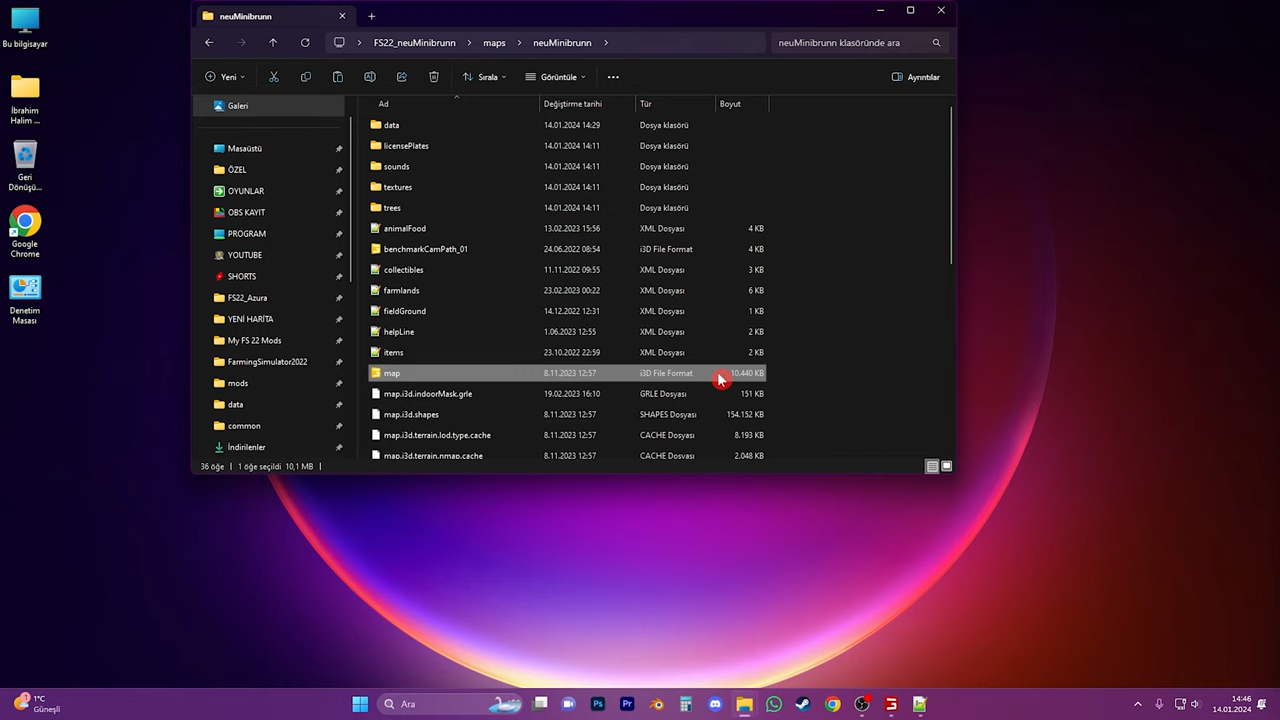 Bu bilgisayar
İbrahim
Halim ...
Geri
Dönüşü...
Google
Chrome
Denetim
Masası
neuMinibrunn
FS22_neuMinibrunn > maps > neuMinibrunn >
neuMinibrunn klasöründe ara
Yeni
Sırala
Görüntüle
Ayrıntılar
Galeri
Masaüstü
ÖZEL
OYUNLAR
OBS KAYIT
PROGRAM
YOUTUBE
SHORTS
FS22_Azura
YENİ HARİTA
My FS 22 Mods
FarmingSimulator2022
mods
data
common
İndirilenler
Ad Değiştirme tarihi Tür Boyut
data 14.01.2024 14:29 Dosya klasörü
licensePlates 14.01.2024 14:11 Dosya klasörü
sounds 14.01.2024 14:11 Dosya klasörü
textures 14.01.2024 14:11 Dosya klasörü
trees 14.01.2024 14:11 Dosya klasörü
animalFood 13.02.2023 15:56 XML Dosyası 4 KB
benchmarkCamPath_01 24.06.2022 08:54 i3D File Format 4 KB
collectibles 11.11.2022 09:55 XML Dosyası 3 KB
farmlands 23.02.2023 00:22 XML Dosyası 6 KB
fieldGround 14.12.2022 12:31 XML Dosyası 1 KB
helpLine 1.06.2023 12:55 XML Dosyası 2 KB
items 23.10.2022 22:59 XML Dosyası 2 KB
map 8.11.2023 12:57 i3D File Format 10.440 KB
map.i3d.indoorMask.grle 19.02.2023 16:10 GRLE Dosyası 151 KB
map.i3d.shapes 8.11.2023 12:57 SHAPES Dosyası 154.152 KB
map.i3d.terrain.lod.type.cache 8.11.2023 12:57 CACHE Dosyası 8.193 KB
map.i3d.terrain.nmap.cache 8.11.2023 12:57 CACHE Dosyası 2.048 KB
36 öğe 1 öğe seçildi 10,1 MB
1
1°C
Güneşli
Ara
14:46
14.01.2024